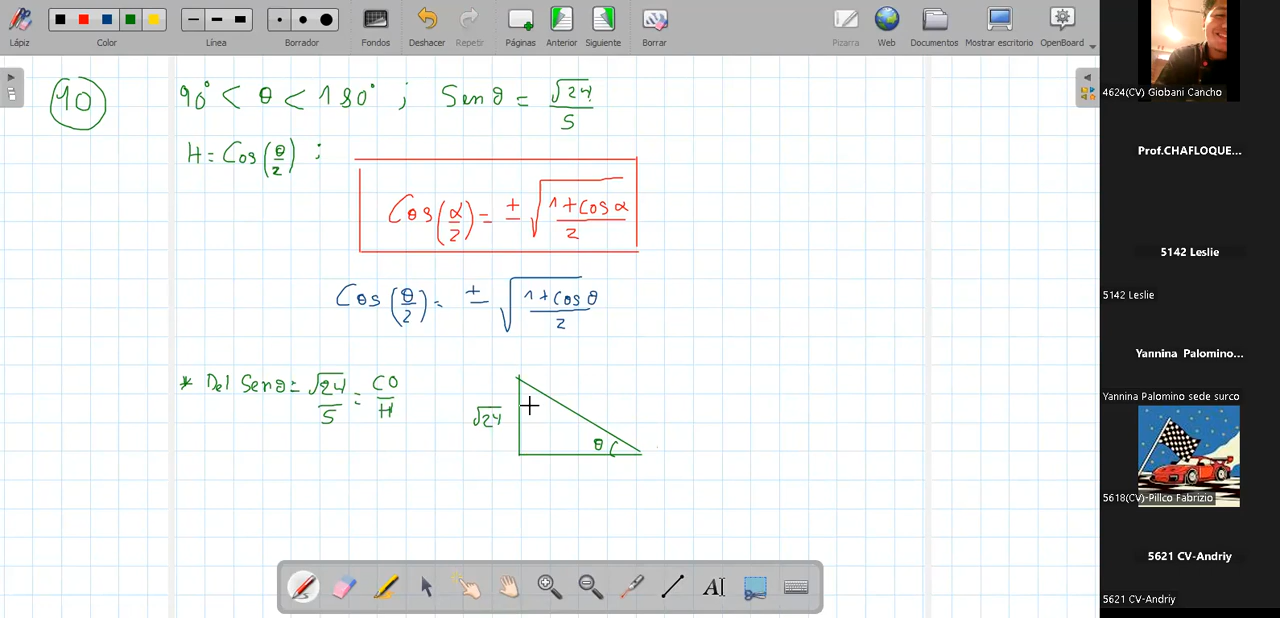 Lápiz Color Línea Borrador Fondos Deshacer Repetir Páginas Anterior Siguiente Borrar Pizarra Web Documentos Mostrar escritorio OpenBoard
10
90° < θ < 180° ; Senθ = √24/5
H = Cos(θ/2) ;
Cos(α/2) = ± √(1+cosα/2)
Cos(θ/2) = ± √(1+Cosθ/2)
* Del Senθ = √24/5 = CO/H
√24
θ
AI
4624(CV) Giobani Cancho
Prof.CHAFLOQUE...
5142 Leslie
5142 Leslie
Yannina Palomino...
Yannina Palomino sede surco
5618(CV)-Pillco Fabrizio
5621 CV-Andriy
5621 CV-Andriy